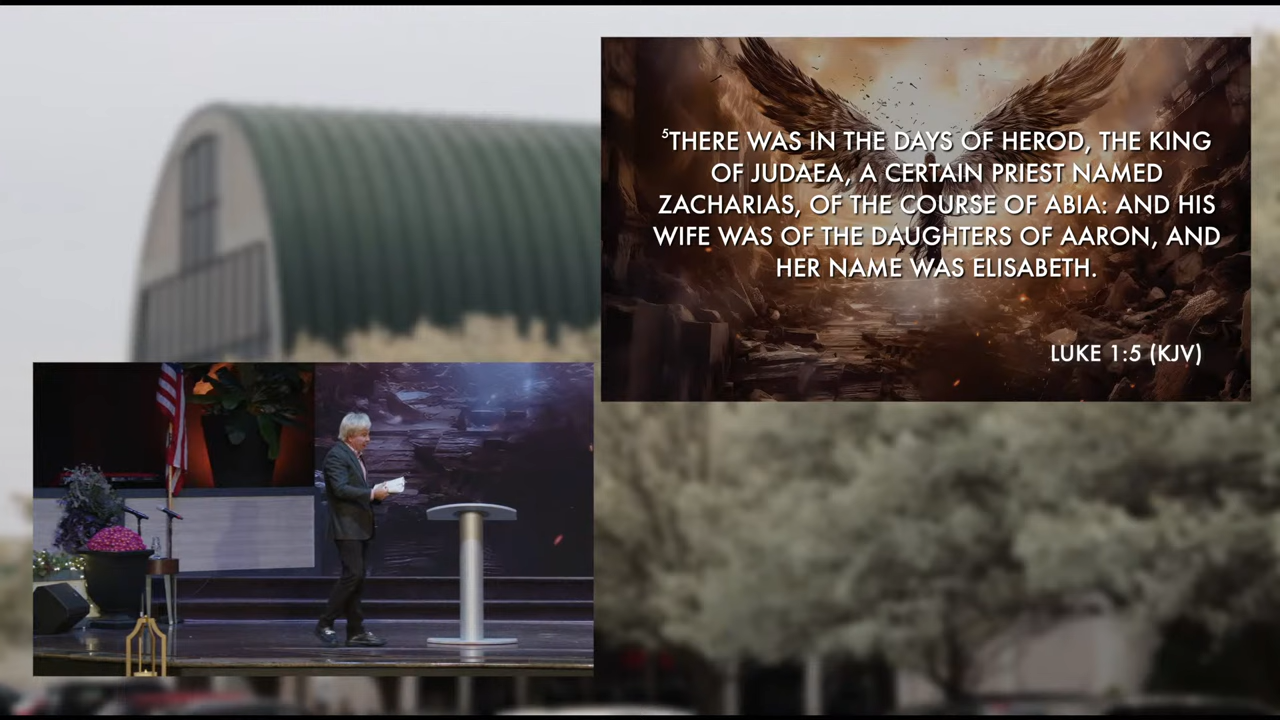 ⁵THERE WAS IN THE DAYS OF HEROD, THE KING
OF JUDAEA, A CERTAIN PRIEST NAMED
ZACHARIAS, OF THE COURSE OF ABIA: AND HIS
WIFE WAS OF THE DAUGHTERS OF AARON, AND
HER NAME WAS ELISABETH.
LUKE 1:5 (KJV)